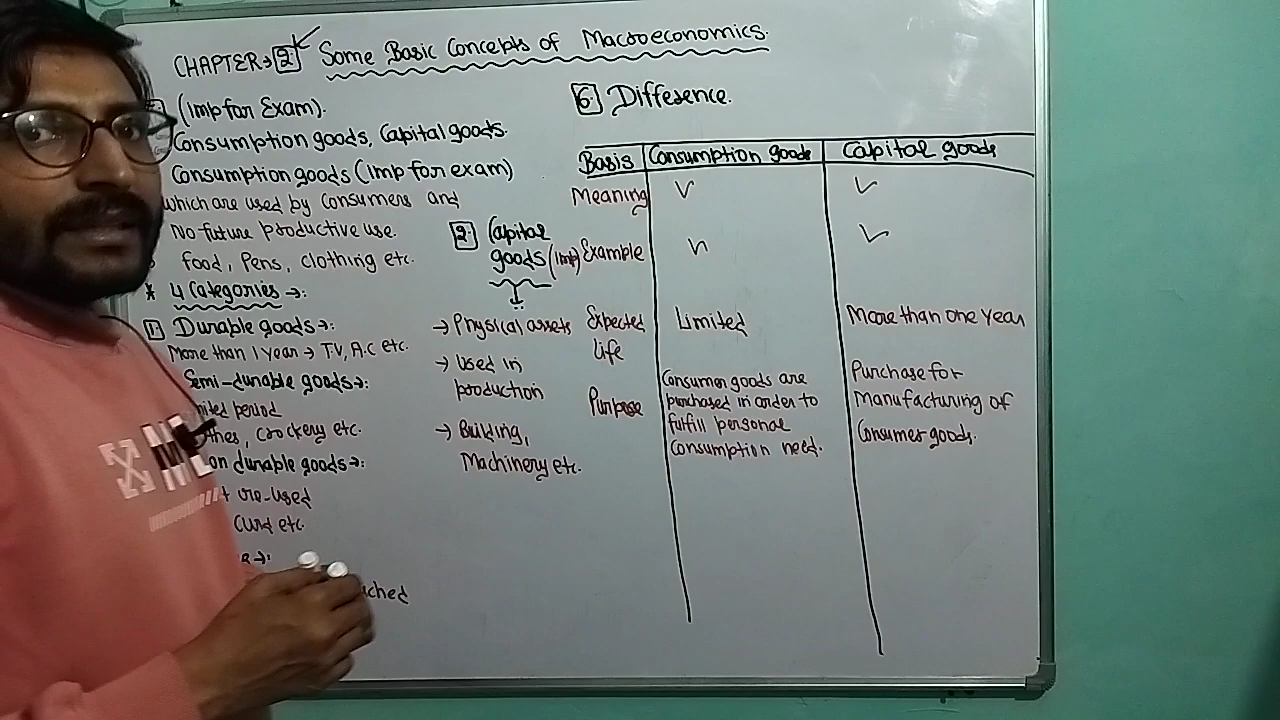 CHAPTER→ 2 Some Basic Concepts of Macroeconomics.
(Imp for Exam).
Consumption goods, Capital goods.
Consumption goods (Imp for exam)
which are used by consumers and
No future productive use.
food, Pens, clothing etc.
* 4 Categories →:
1. Durable goods→:
More than 1 year → TV, A.C etc.
Semi-durable goods→:
period
crockery etc.
on durable goods→:
re-used
Curd etc.
2. Capital
goods (Imp)
→ Physical assets
→ Used in
production
→ Building,
Machinery etc.
6. Difference.
Basis Consumption goods Capital goods
Meaning ✓ ✓
Example ✓ ✓
Expected Life Limited More than one year
Purpose
Consumer goods are
purchased in order to
fulfill personal
Consumption need.
Purchase for
Manufacturing of
Consumer goods.